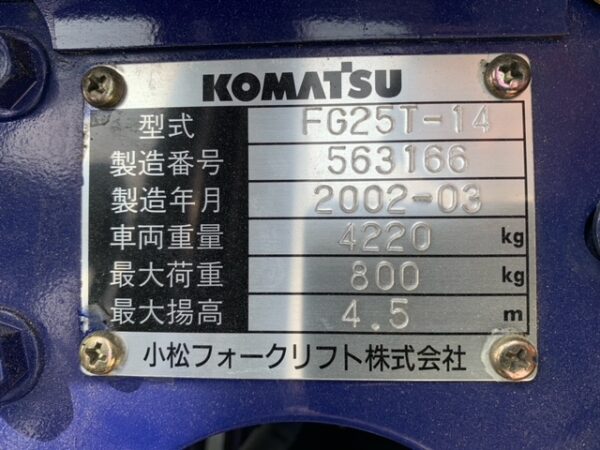 KOMATSU
型式 FG25T-14
製造番号 563166
製造年月 2002-03
車両重量 4220 kg
最大荷重 800 kg
最大揚高 4.5 m
小松フォークリフト株式会社